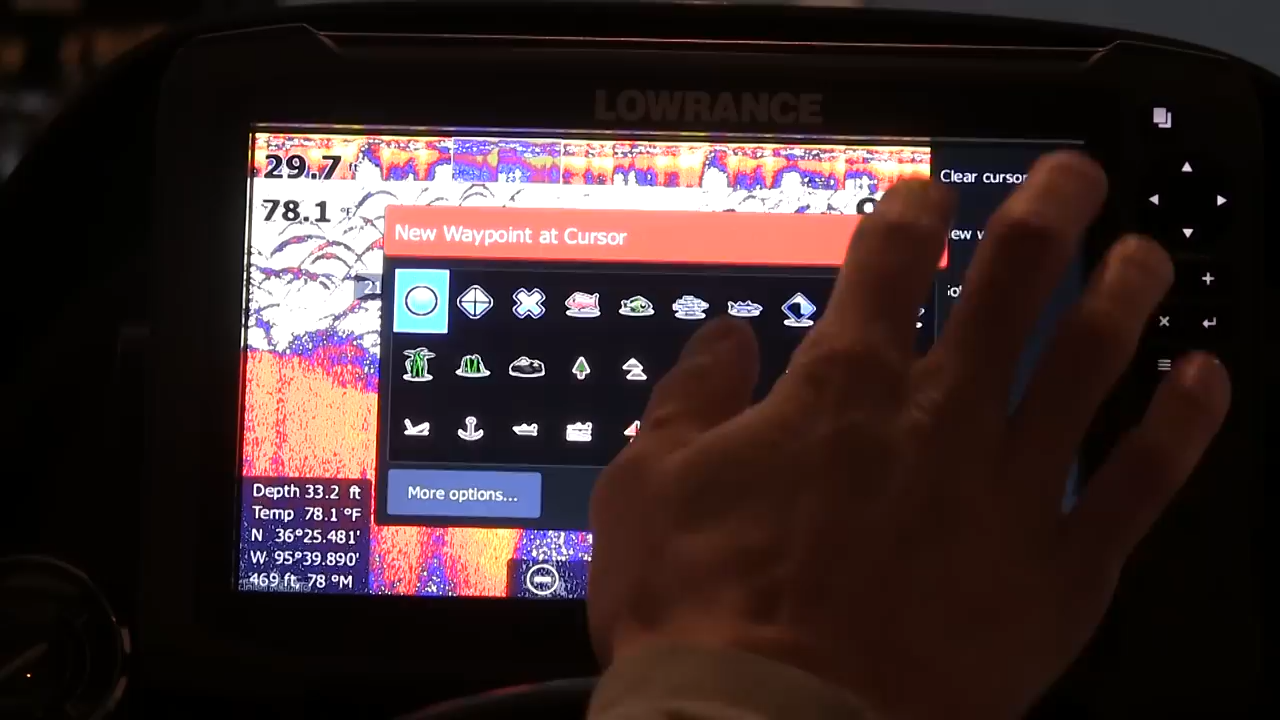 LOWRANCE
29.7
78.1 °F
Clear cursor
New Waypoint at Cursor
21
More options...
Depth 33.2 ft
Temp 78.1 °F
N 36°25.481'
W 95°39.890'
469 ft, 78 °M